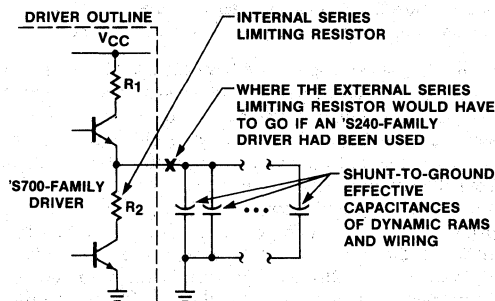 DRIVER OUTLINE
VCC
R1
'S700-FAMILY
DRIVER
R2
INTERNAL SERIES
LIMITING RESISTOR
WHERE THE EXTERNAL SERIES
LIMITING RESISTOR WOULD HAVE
TO GO IF AN 'S240-FAMILY
DRIVER HAD BEEN USED
SHUNT-TO-GROUND
EFFECTIVE
CAPACITANCES
OF DYNAMIC RAMS
AND WIRING